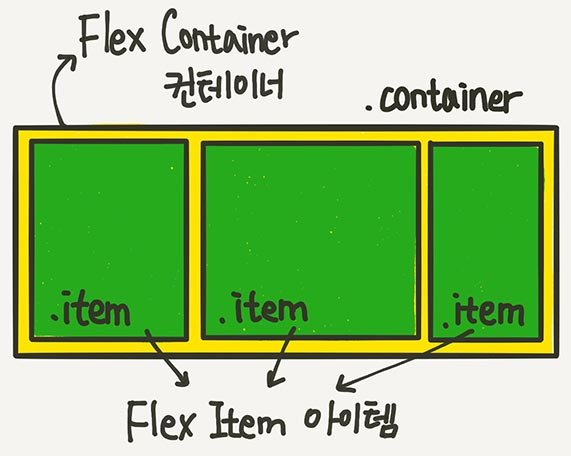 Flex Container
컨테이너
.container
.item
.item
.item
Flex Item 아이템